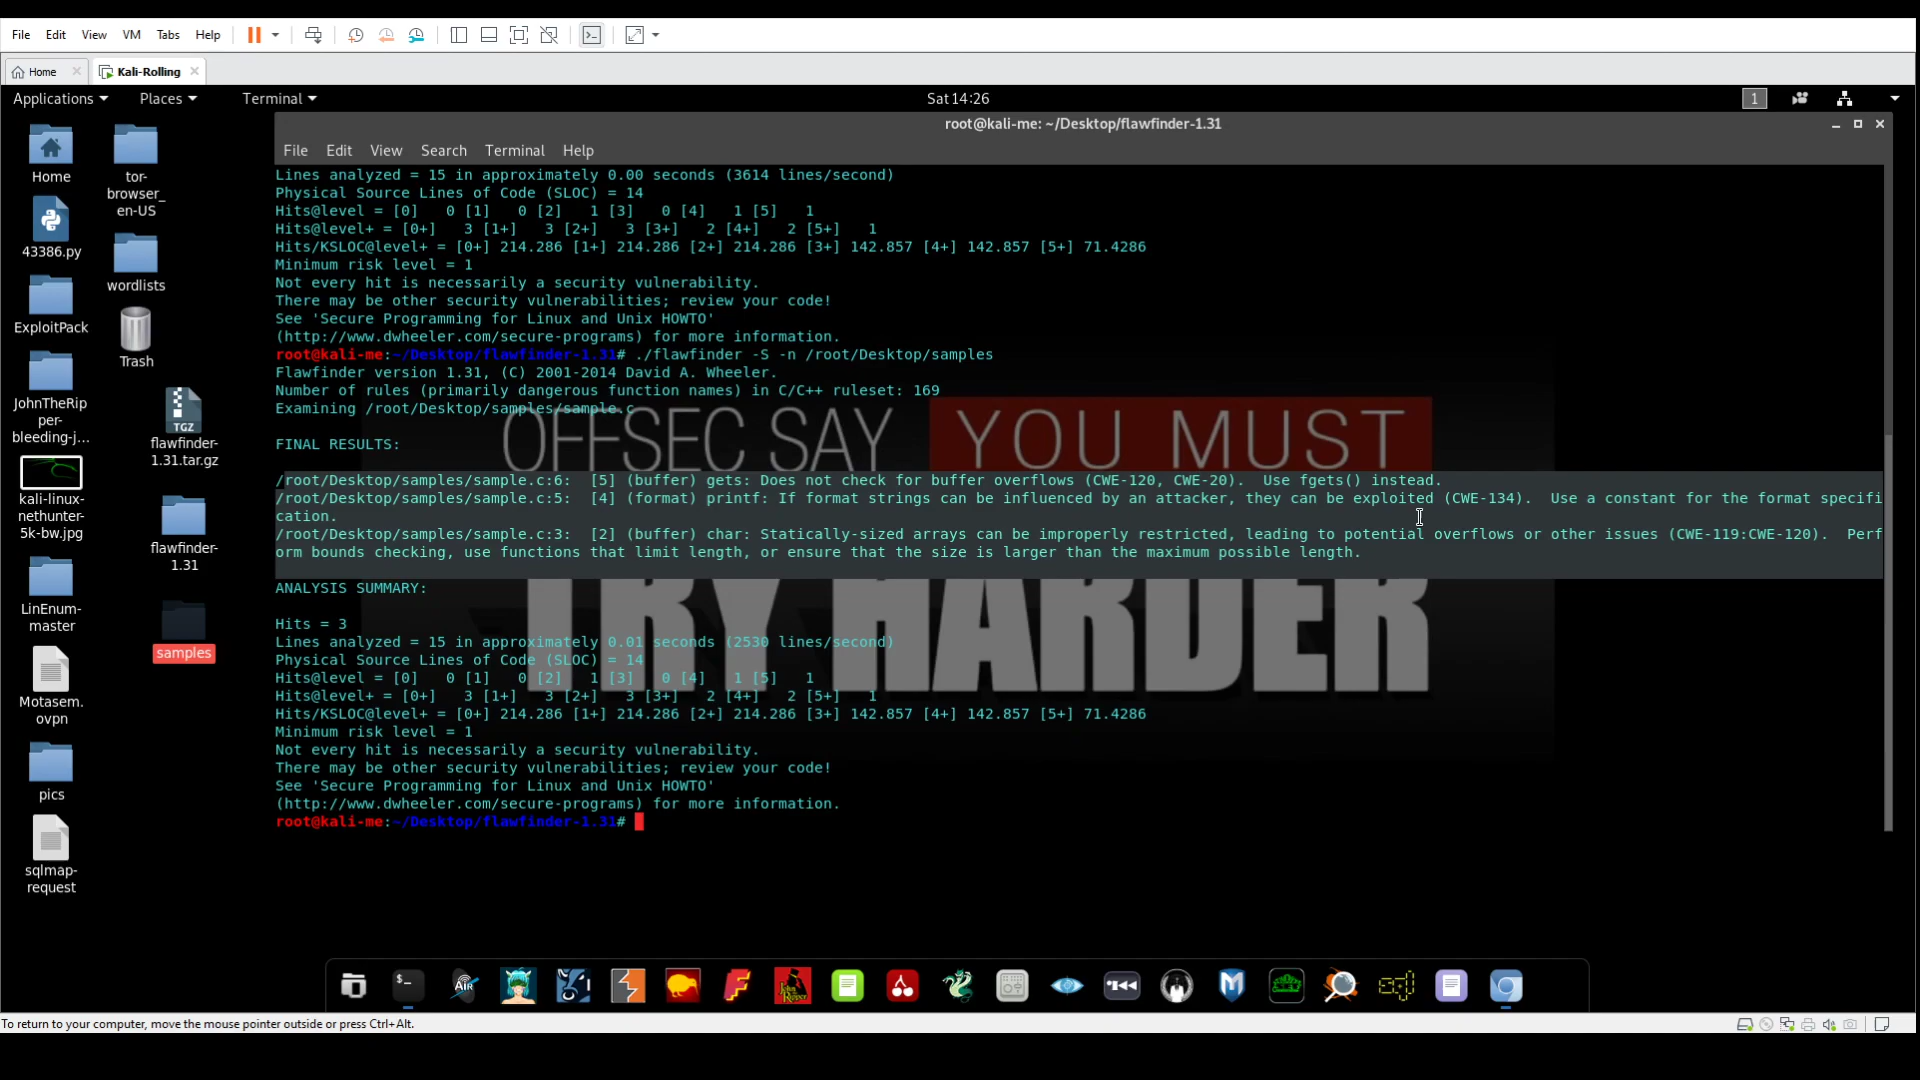 File Edit View VM Tabs Help
Home Kali-Rolling
Applications Places Terminal Sat 14:26 1
root@kali-me: ~/Desktop/flawfinder-1.31
File Edit View Search Terminal Help
Home
43386.py
ExploitPack
JohnTheRip
per-
bleeding-j...
kali-linux-
nethunter-
5k-bw.jpg
LinEnum-
master
Motasem.
ovpn
pics
sqlmap-
request
tor-
browser_
en-US
wordlists
Trash
TGZ
flawfinder-
1.31.tar.gz
flawfinder-
1.31
samples
Lines analyzed = 15 in approximately 0.00 seconds (3614 lines/second)
Physical Source Lines of Code (SLOC) = 14
Hits@level = [0]   0 [1]   0 [2]   1 [3]   0 [4]   1 [5]   1
Hits@level+ = [0+]   3 [1+]   3 [2+]   3 [3+]   2 [4+]   2 [5+]   1
Hits/KSLOC@level+ = [0+] 214.286 [1+] 214.286 [2+] 214.286 [3+] 142.857 [4+] 142.857 [5+] 71.4286
Minimum risk level = 1
Not every hit is necessarily a security vulnerability.
There may be other security vulnerabilities; review your code!
See 'Secure Programming for Linux and Unix HOWTO'
(http://www.dwheeler.com/secure-programs) for more information.
root@kali-me:~/Desktop/flawfinder-1.31# ./flawfinder -S -n /root/Desktop/samples
Flawfinder version 1.31, (C) 2001-2014 David A. Wheeler.
Number of rules (primarily dangerous function names) in C/C++ ruleset: 169
Examining /root/Desktop/samples/sample.c
OFFSEC SAY YOU MUST
FINAL RESULTS:
/root/Desktop/samples/sample.c:6:  [5] (buffer) gets: Does not check for buffer overflows (CWE-120, CWE-20).  Use fgets() instead.
/root/Desktop/samples/sample.c:5:  [4] (format) printf: If format strings can be influenced by an attacker, they can be exploited (CWE-134).  Use a constant for the format specifi
cation.
/root/Desktop/samples/sample.c:3:  [2] (buffer) char: Statically-sized arrays can be improperly restricted, leading to potential overflows or other issues (CWE-119:CWE-120).  Perf
orm bounds checking, use functions that limit length, or ensure that the size is larger than the maximum possible length.
ANALYSIS SUMMARY:
TRY HARDER
Hits = 3
Lines analyzed = 15 in approximately 0.01 seconds (2530 lines/second)
Physical Source Lines of Code (SLOC) = 14
Hits@level = [0]   0 [1]   0 [2]   1 [3]   0 [4]   1 [5]   1
Hits@level+ = [0+]   3 [1+]   3 [2+]   3 [3+]   2 [4+]   2 [5+]   1
Hits/KSLOC@level+ = [0+] 214.286 [1+] 214.286 [2+] 214.286 [3+] 142.857 [4+] 142.857 [5+] 71.4286
Minimum risk level = 1
Not every hit is necessarily a security vulnerability.
There may be other security vulnerabilities; review your code!
See 'Secure Programming for Linux and Unix HOWTO'
(http://www.dwheeler.com/secure-programs) for more information.
root@kali-me:~/Desktop/flawfinder-1.31#
To return to your computer, move the mouse pointer outside or press Ctrl+Alt.